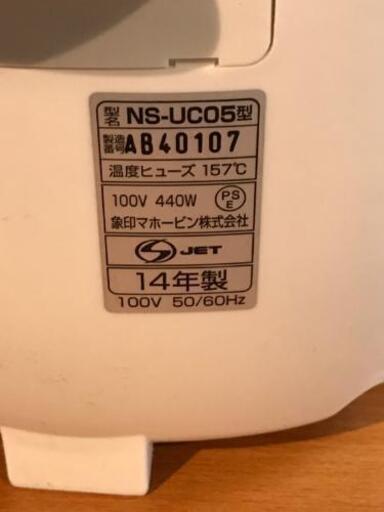 型名 NS-UC05型
製造番号 AB40107
温度ヒューズ 157℃
100V 440W PSE
象印マホービン株式会社
S JET
14年製
100V 50/60Hz